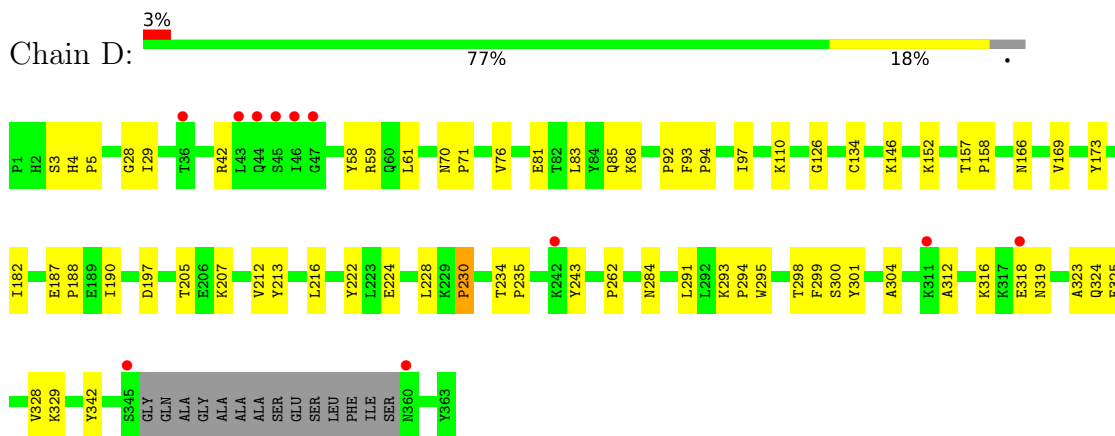 3%
Chain D:
77% 18% •
P1 H2 S3 H4 P5 G28 I29 T36 R42 L43 Q44 S45 I46 G47 Y58 R59 Q60 L61 N70 P71 V76 E81 T82 L83 Y84 Q85 K86 P92 F93 P94 I97 K110 G126 C134 K146 K152 T157 P158 N166 V169 Y173
I182 E187 P188 E189 I190 D197 T205 E206 K207 V212 Y213 L216 Y222 L223 E224 L228 K229 P230 T234 P235 K242 Y243 P262 N284 L291 L292 K293 P294 W295 T298 F299 S300 Y301 A304 K311 A312 K316 K317 E318 N319 A323 Q324 E325
V328 K329 Y342 S345 GLY GLN ALA GLY ALA ALA ALA SER GLU SER LEU PHE ILE SER N360 Y363